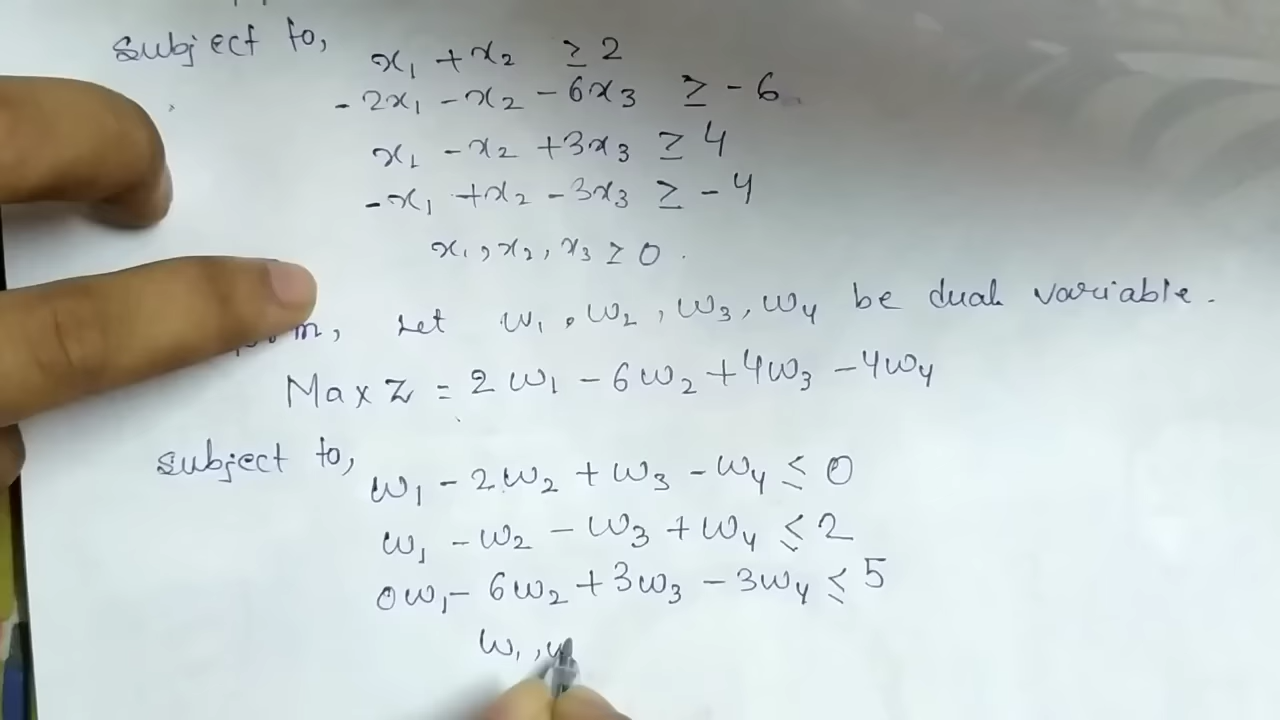 subject to,
x₁ + x₂ ≥ 2
- 2x₁ - x₂ - 6x₃ ≥ - 6
x₁ - x₂ + 3x₃ ≥ 4
- x₁ + x₂ - 3x₃ ≥ - 4
x₁, x₂, x₃ ≥ 0.
Let w₁, w₂, w₃, w₄ be dual variable.
Max Z = 2w₁ - 6w₂ + 4w₃ - 4w₄
subject to,
w₁ - 2w₂ + w₃ - w₄ ≤ 0
w₁ - w₂ - w₃ + w₄ ≤ 2
0w₁ - 6w₂ + 3w₃ - 3w₄ ≤ 5
w₁,